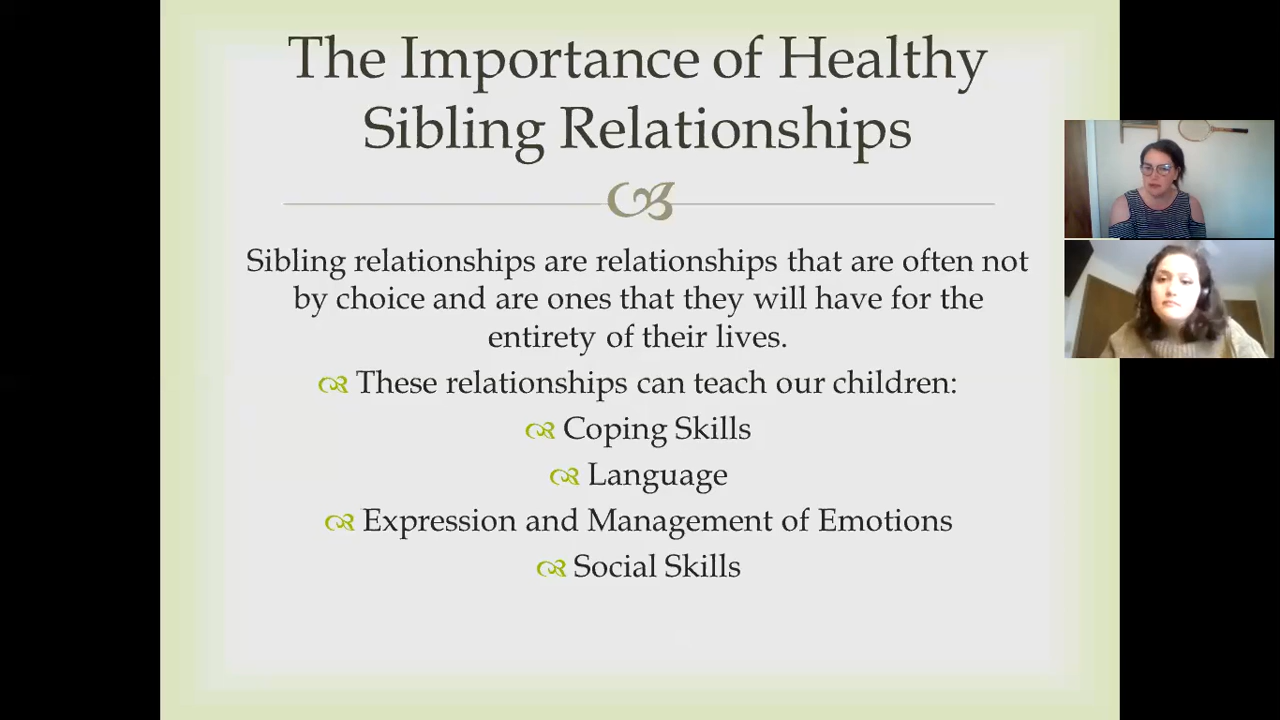 The Importance of Healthy
Sibling Relationships
Sibling relationships are relationships that are often not
by choice and are ones that they will have for the
entirety of their lives.
These relationships can teach our children:
Coping Skills
Language
Expression and Management of Emotions
Social Skills